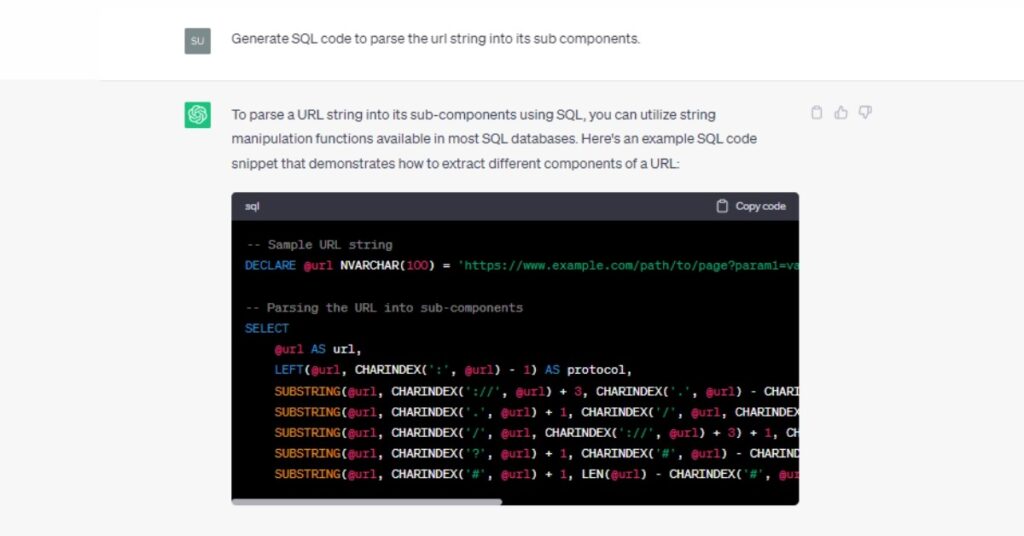 SU
Generate SQL code to parse the url string into its sub components.
To parse a URL string into its sub-components using SQL, you can utilize string
manipulation functions available in most SQL databases. Here's an example SQL code
snippet that demonstrates how to extract different components of a URL:
sql Copy code
-- Sample URL string
DECLARE @url NVARCHAR(100) = 'https://www.example.com/path/to/page?param1=va
-- Parsing the URL into sub-components
SELECT
@url AS url,
LEFT(@url, CHARINDEX(':', @url) - 1) AS protocol,
SUBSTRING(@url, CHARINDEX('://', @url) + 3, CHARINDEX('.', @url) - CHARI
SUBSTRING(@url, CHARINDEX('.', @url) + 1, CHARINDEX('/', @url, CHARINDEX
SUBSTRING(@url, CHARINDEX('/', @url, CHARINDEX('://', @url) + 3) + 1, CH
SUBSTRING(@url, CHARINDEX('?', @url) + 1, CHARINDEX('#', @url) - CHARIND
SUBSTRING(@url, CHARINDEX('#', @url) + 1, LEN(@url) - CHARINDEX('#', @ur